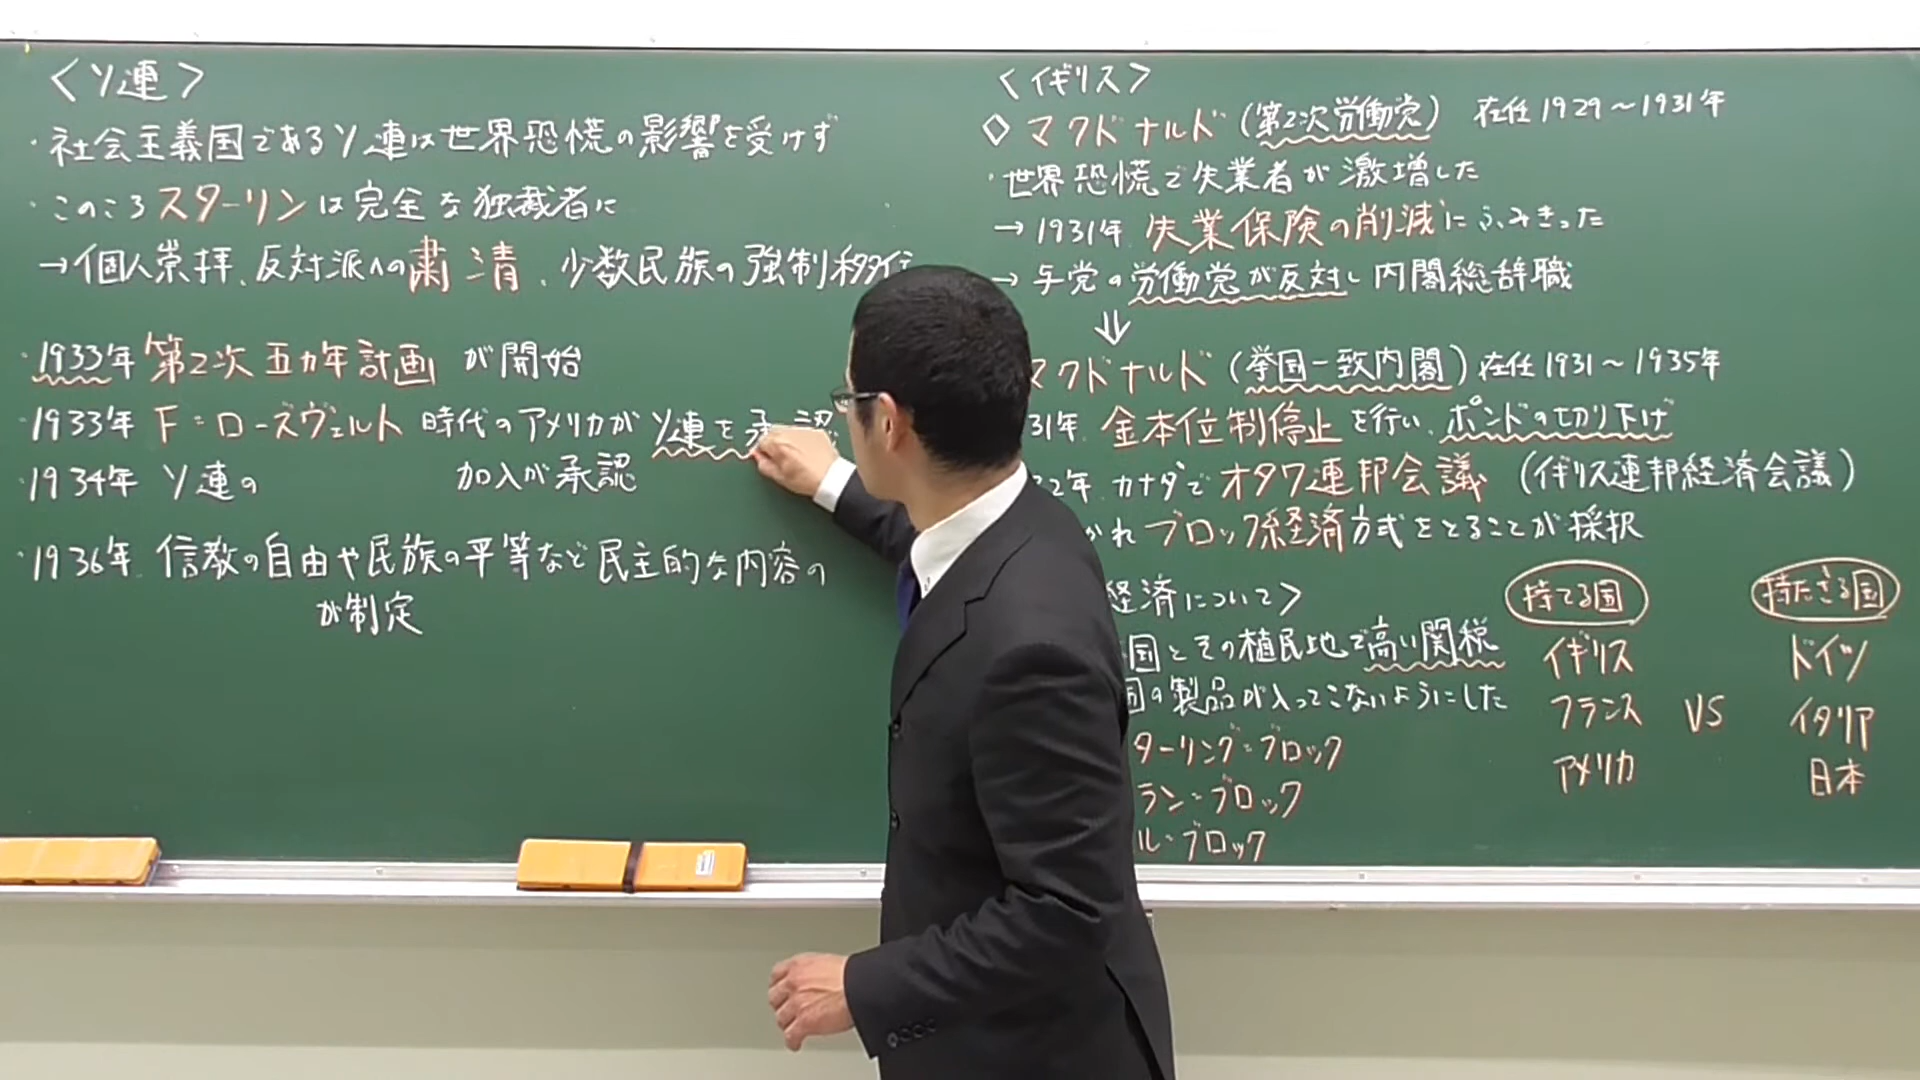 <ソ連>
・社会主義国であるソ連は世界恐慌の影響を受けず
・このころスターリンは完全な独裁者に
→個人崇拝、反対派への粛清、少数民族の強制移
・1933年 第2次五カ年計画 が開始
・1933年 F=ローズヴェルト 時代のアメリカがソ連を承認
・1934年 ソ連の 加入が承認
・1936年 信教の自由や民族の平等など民主的な内容の
が制定
<イギリス>
◇ マクドナルド (第2次労働党) 在任1929～1931年
・世界恐慌で失業者が激増した
→1931年 失業保険の削減にふみきった
→与党の労働党が反対し内閣総辞職
⇓
マクドナルド (挙国一致内閣) 在任1931～1935年
31年 金本位制停止を行い、ポンドの切り下げ
32年 カナダでオタワ連邦会議 (イギリス連邦経済会議)
かれ ブロック経済方式をとることが採択
経済について>
国とその植民地で高い関税
国の製品が入ってこないようにした
ターリング=ブロック
ラン=ブロック
ル=ブロック
持てる国
イギリス
フランス
アメリカ
VS
持たざる国
ドイツ
イタリア
日本